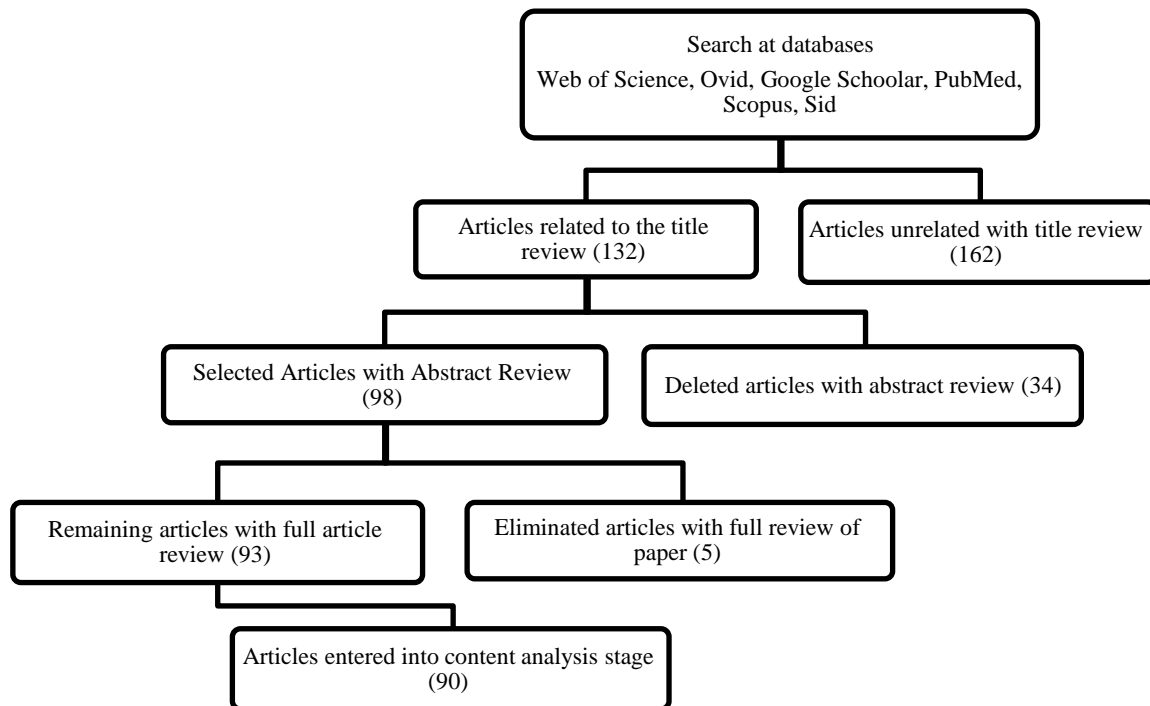 Search at databases
Web of Science, Ovid, Google Schoolar, PubMed,
Scopus, Sid
Articles related to the title
review (132)
Articles unrelated with title review
(162)
Selected Articles with Abstract Review
(98)
Deleted articles with abstract review (34)
Remaining articles with full article
review (93)
Eliminated articles with full review of
paper (5)
Articles entered into content analysis stage
(90)